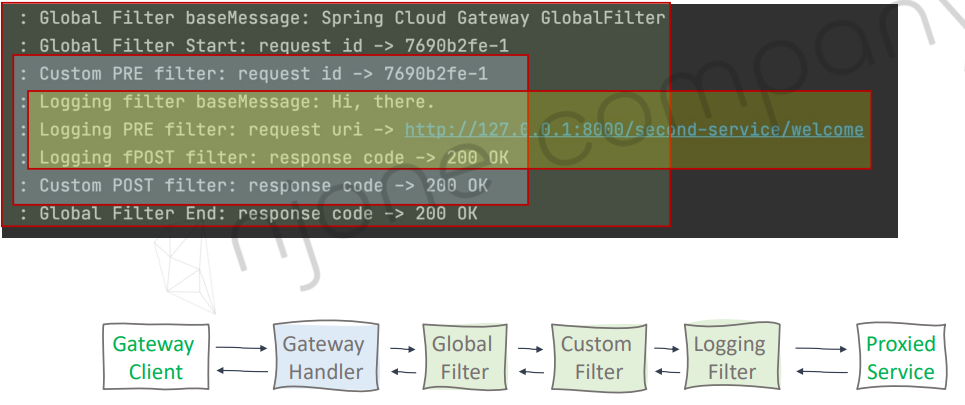 : Global Filter baseMessage: Spring Cloud Gateway GlobalFilter
: Global Filter Start: request id -> 7690b2fe-1
: Custom PRE filter: request id -> 7690b2fe-1
: Logging filter baseMessage: Hi, there.
: Logging PRE filter: request uri -> http://127.0.0.1:8000/second-service/welcome
: Logging fPOST filter: response code -> 200 OK
: Custom POST filter: response code -> 200 OK
: Global Filter End: response code -> 200 OK
njone company
Gateway Client
Gateway Handler
Global Filter
Custom Filter
Logging Filter
Proxied Service